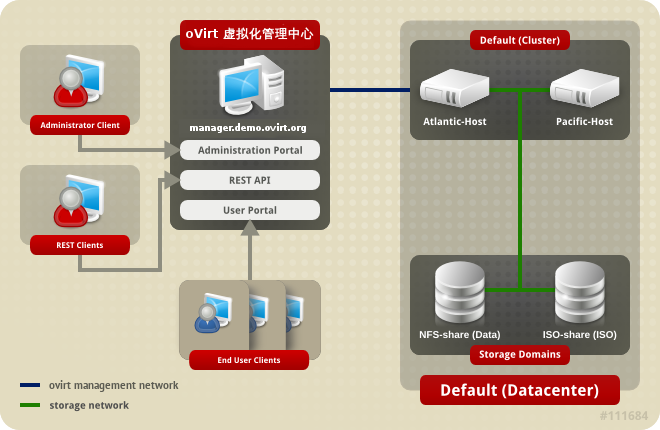 oVirt 虚拟化管理中心
Default (Cluster)
manager.demo.ovirt.org
Atlantic-Host
Pacific-Host
Administrator Client
Administration Portal
REST API
User Portal
REST Clients
NFS-share (Data)
ISO-share (ISO)
Storage Domains
End User Clients
Default (Datacenter)
ovirt management network
storage network
#111684